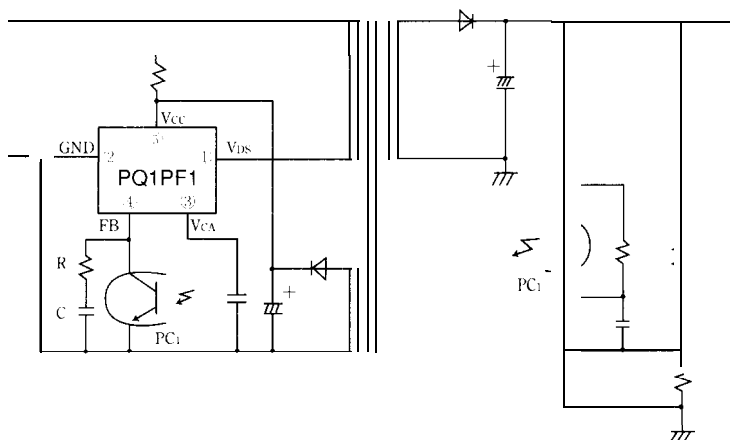 Vcc
5
GND
2
1
VDS
PQ1PF1
4
3
FB
VCA
R
C
PC1
+
+
PC1